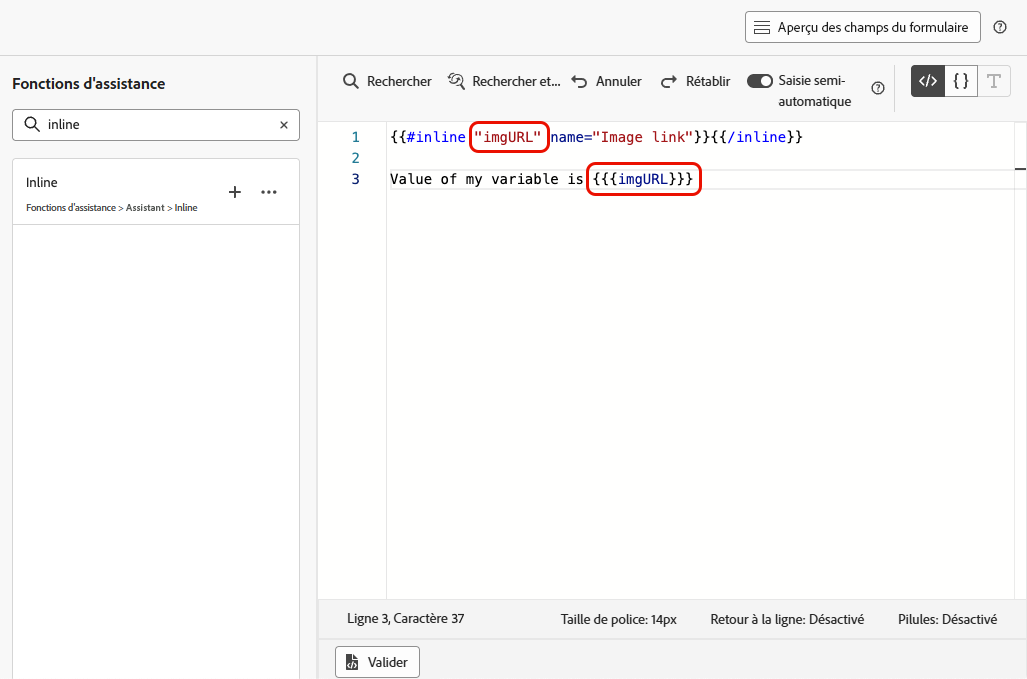 Aperçu des champs du formulaire
Fonctions d'assistance
inline
Inline
Fonctions d'assistance > Assistant > Inline
Rechercher
Rechercher et...
Annuler
Rétablir
Saisie semi-
automatique
1 {{#inline "imgURL" name="Image link"}}{{/inline}}
2
3 Value of my variable is {{{imgURL}}}
Ligne 3, Caractère 37
Taille de police: 14px
Retour à la ligne: Désactivé
Pilules: Désactivé
Valider